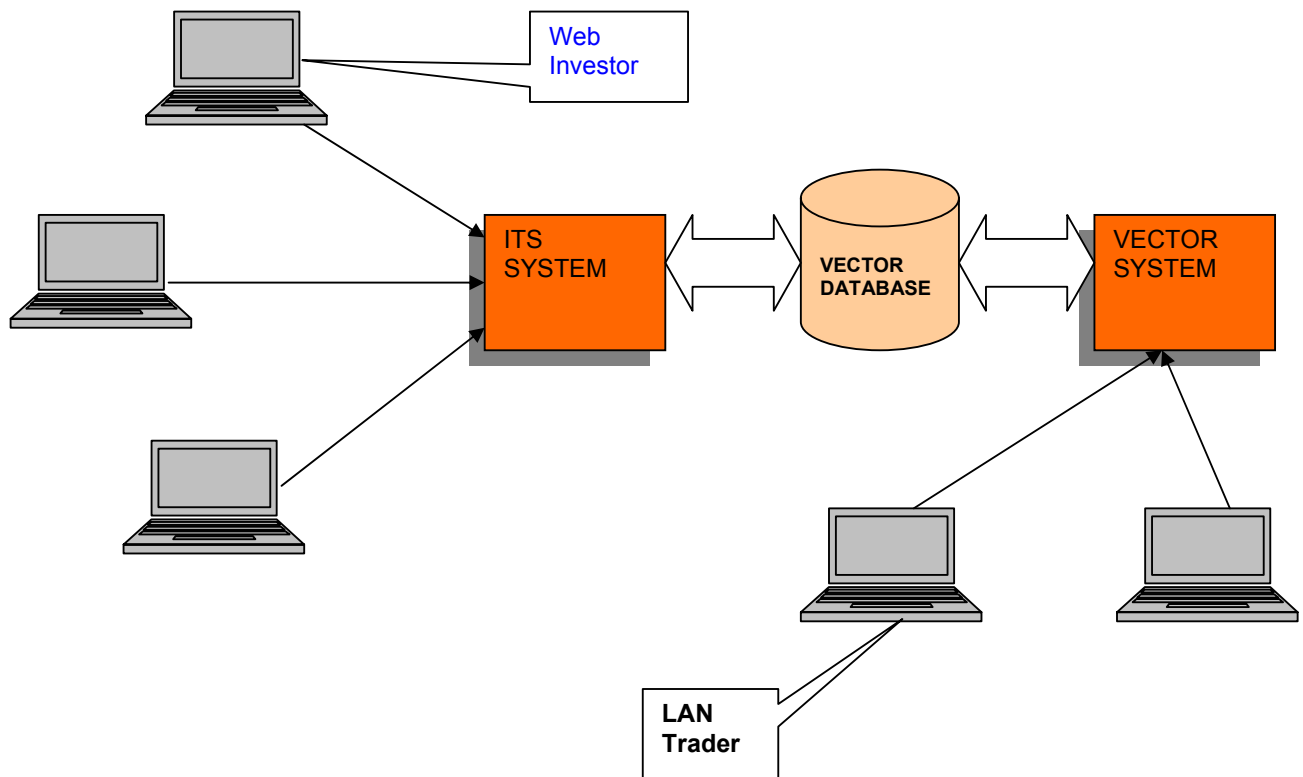 Web
Investor
ITS
SYSTEM
VECTOR
DATABASE
VECTOR
SYSTEM
LAN
Trader